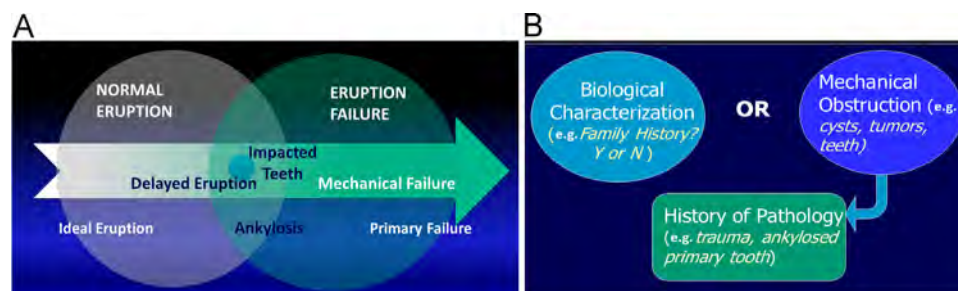 A
NORMAL
ERUPTION
ERUPTION
FAILURE
Impacted
Teeth
Delayed Eruption
Mechanical Failure
Ideal Eruption
Ankylosis
Primary Failure
B
Biological
Characterization
(e.g. Family History?
Y or N )
OR
Mechanical
Obstruction (e.g.
cysts, tumors,
teeth)
History of Pathology
(e.g. trauma, ankylosed
primary tooth)